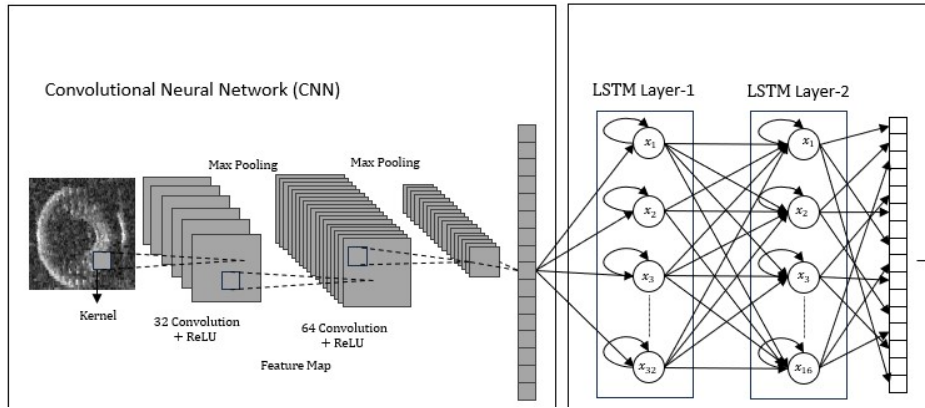 Convolutional Neural Network (CNN)
Max Pooling
Max Pooling
Kernel
32 Convolution
+ ReLU
64 Convolution
+ ReLU
Feature Map
LSTM Layer-1
LSTM Layer-2
x₁
x₂
x₃
x₃₂
x₁
x₂
x₃
x₁₆